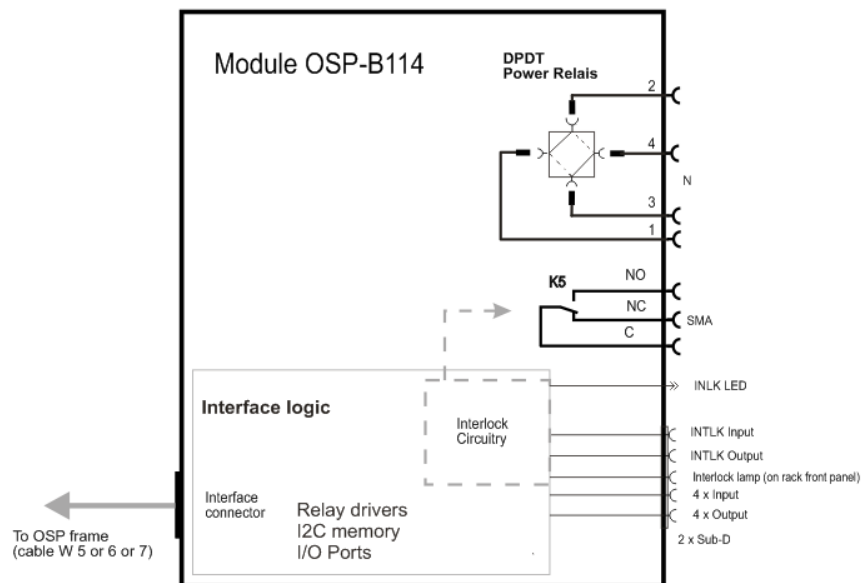 Module OSP-B114
DPDT
Power Relais
2
4
N
3
1
K5
NO
NC
SMA
C
INLK LED
Interface logic
Interlock
Circuitry
INTLK Input
INTLK Output
Interlock lamp (on rack front panel)
4 x Input
4 x Output
2 x Sub-D
Interface
connector
Relay drivers
I2C memory
I/O Ports
To OSP frame
(cable W 5 or 6 or 7)